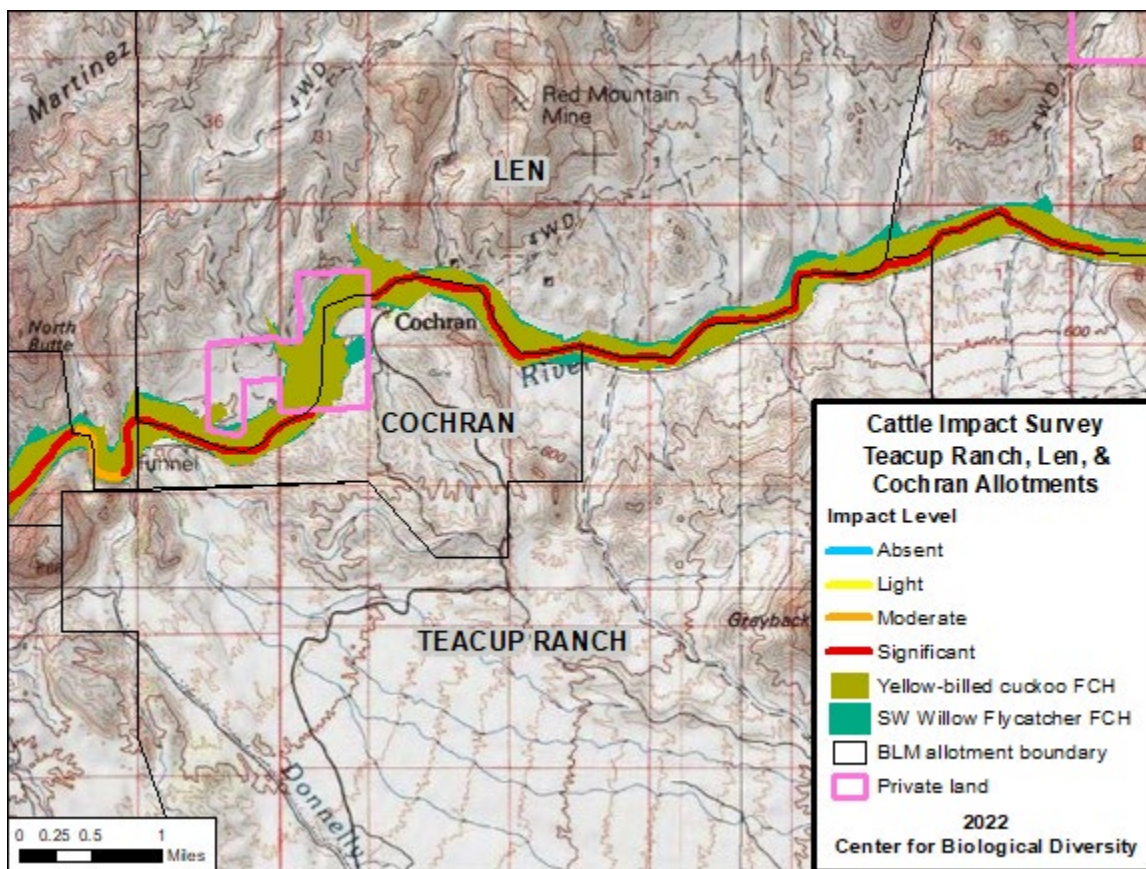 Martinez
4WD
36
31
Red Mountain
Mine
LEN
4WD
36
4WD
North
Butte
Cochran
River
600
COCHRAN
600
Tunnel
TEACUP RANCH
Grayback
Donnelly
Cattle Impact Survey
Teacup Ranch, Len, &
Cochran Allotments
Impact Level
Absent
Light
Moderate
Significant
Yellow-billed cuckoo FCH
SW Willow Flycatcher FCH
BLM allotment boundary
Private land
2022
Center for Biological Diversity
0 0.25 0.5 1
Miles